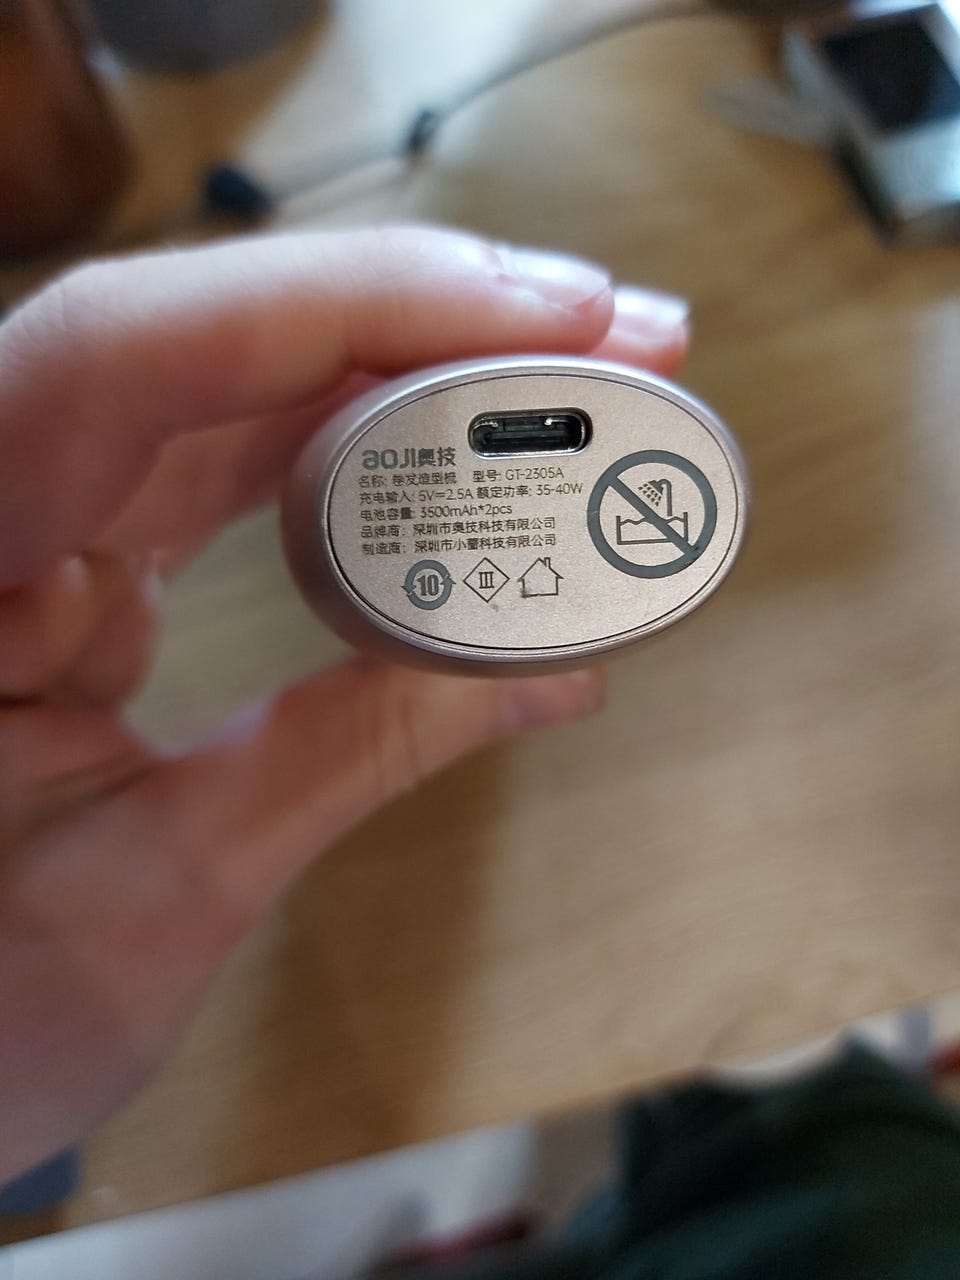 aoJI奥技
名称: 卷发造型梳 型号: GT-2305A
充电输入: 5V=2.5A 额定功率: 35-40W
电池容量: 3500mAh*2pcs
品牌商: 深圳市奥技科技有限公司
制造商: 深圳市小蕾科技有限公司
10 III